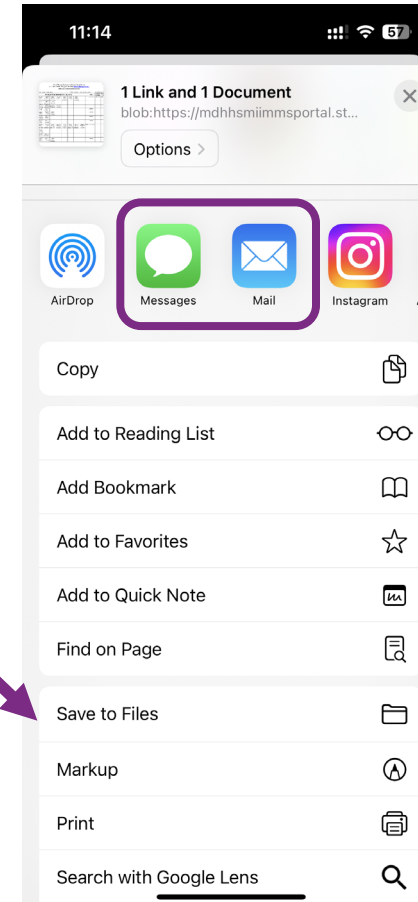 11:14
57
1 Link and 1 Document
blob:https://mdhhsmiimmsportal.st...
Options
AirDrop
Messages
Mail
Instagram
Copy
Add to Reading List
Add Bookmark
Add to Favorites
Add to Quick Note
Find on Page
Save to Files
Markup
Print
Search with Google Lens